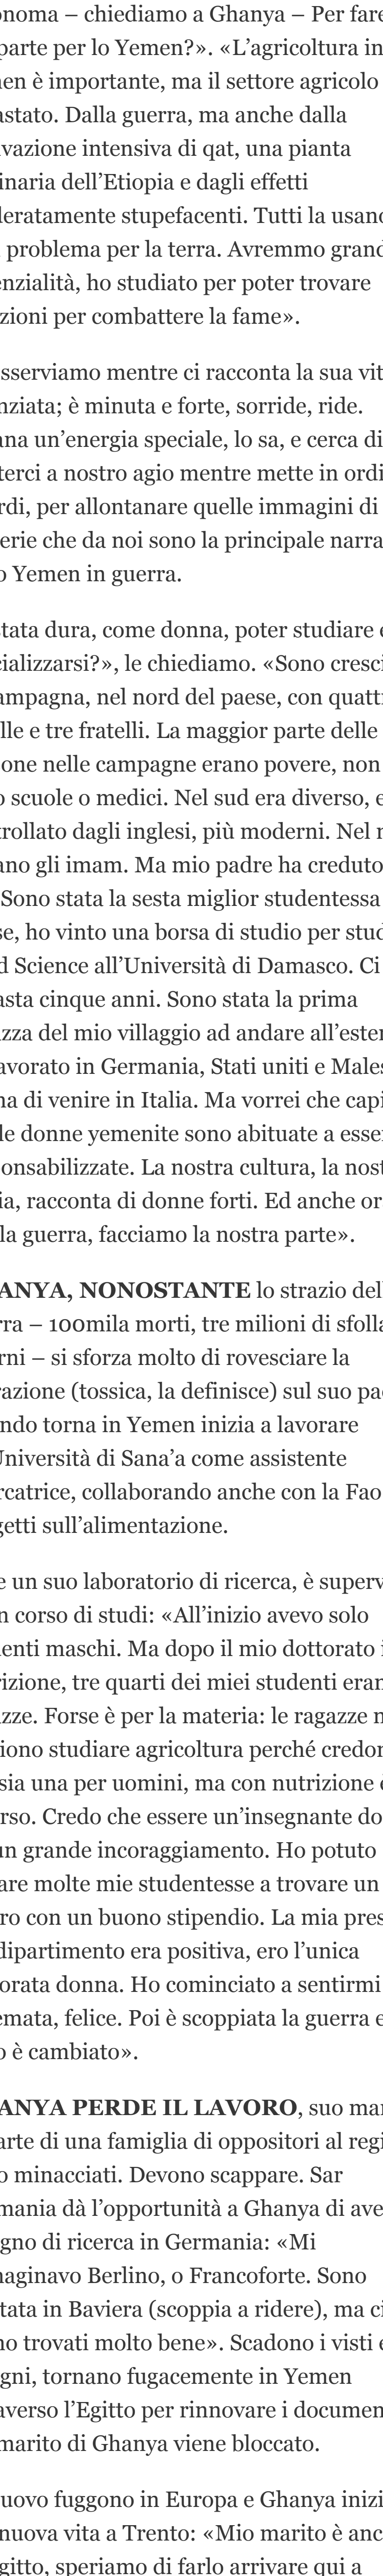 onoma – chiediamo a Ghanya – Per fare
parte per lo Yemen?». «L’agricoltura in
en è importante, ma il settore agricolo
astato. Dalla guerra, ma anche dalla
vazione intensiva di qat, una pianta
inaria dell’Etiopia e dagli effetti
leratamente stupefacenti. Tutti la usano
problema per la terra. Avremmo grand
enzialità, ho studiato per poter trovare
zioni per combattere la fame».
sserviamo mentre ci racconta la sua vit
nziata; è minuta e forte, sorride, ride.
ana un’energia speciale, lo sa, e cerca di
terci a nostro agio mentre mette in ordi
rdi, per allontanare quelle immagini di
erie che da noi sono la principale narra
o Yemen in guerra.
tata dura, come donna, poter studiare e
cializzarsi?», le chiediamo. «Sono cresci
ampagna, nel nord del paese, con quattr
lle e tre fratelli. La maggior parte delle
one nelle campagne erano povere, non
o scuole o medici. Nel sud era diverso, e
trollato dagli inglesi, più moderni. Nel n
ano gli imam. Ma mio padre ha creduto
Sono stata la sesta miglior studentessa
se, ho vinto una borsa di studio per stud
d Science all’Università di Damasco. Ci
asta cinque anni. Sono stata la prima
zza del mio villaggio ad andare all’ester
avorato in Germania, Stati uniti e Males
na di venire in Italia. Ma vorrei che capi
le donne yemenite sono abituate a esser
onsabilizzate. La nostra cultura, la nost
ia, racconta di donne forti. Ed anche or
la guerra, facciamo la nostra parte».
ANYA, NONOSTANTE lo strazio del
rra – 100mila morti, tre milioni di sfolla
rni – si sforza molto di rovesciare la
razione (tossica, la definisce) sul suo pa
ndo torna in Yemen inizia a lavorare
Università di Sana’a come assistente
rcatrice, collaborando anche con la Fao
getti sull’alimentazione.
e un suo laboratorio di ricerca, è superv
n corso di studi: «All’inizio avevo solo
enti maschi. Ma dopo il mio dottorato i
rizione, tre quarti dei miei studenti eran
zze. Forse è per la materia: le ragazze n
iono studiare agricoltura perché credon
sia una per uomini, ma con nutrizione è
rso. Credo che essere un’insegnante do
un grande incoraggiamento. Ho potuto
are molte mie studentesse a trovare un
ro con un buono stipendio. La mia pres
dipartimento era positiva, ero l’unica
orata donna. Ho cominciato a sentirmi
emata, felice. Poi è scoppiata la guerra e
o è cambiato».
ANYA PERDE IL LAVORO, suo mar
arte di una famiglia di oppositori al regi
o minacciati. Devono scappare. Sar
mania dà l’opportunità a Ghanya di ave
gno di ricerca in Germania: «Mi
maginavo Berlino, o Francoforte. Sono
tata in Baviera (scoppia a ridere), ma ci
no trovati molto bene». Scadono i visti e
gni, tornano fugacemente in Yemen
averso l’Egitto per rinnovare i documen
marito di Ghanya viene bloccato.
uovo fuggono in Europa e Ghanya inizi
nuova vita a Trento: «Mio marito è anc
gitto, speriamo di farlo arrivare qui a